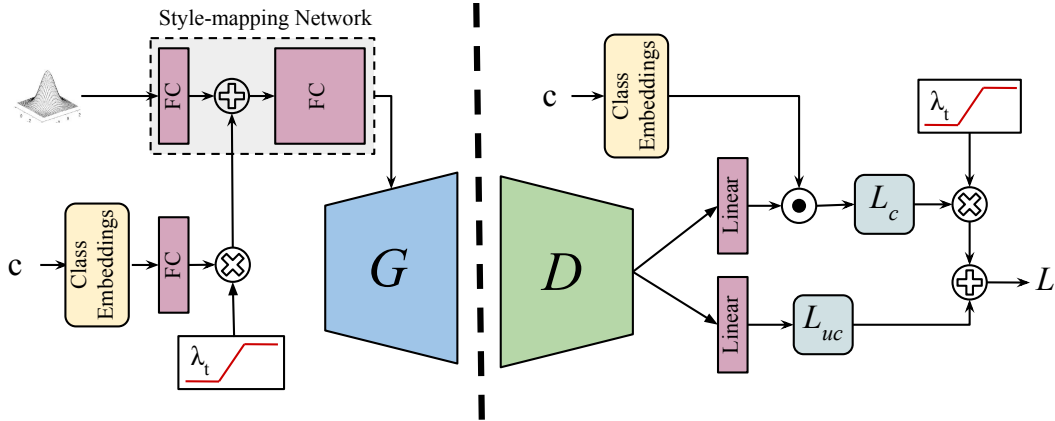 Style-mapping Network
FC
FC
c
Class
Embeddings
FC
λt
G
c
Class
Embeddings
λt
D
Linear
Lc
Linear
Luc
L